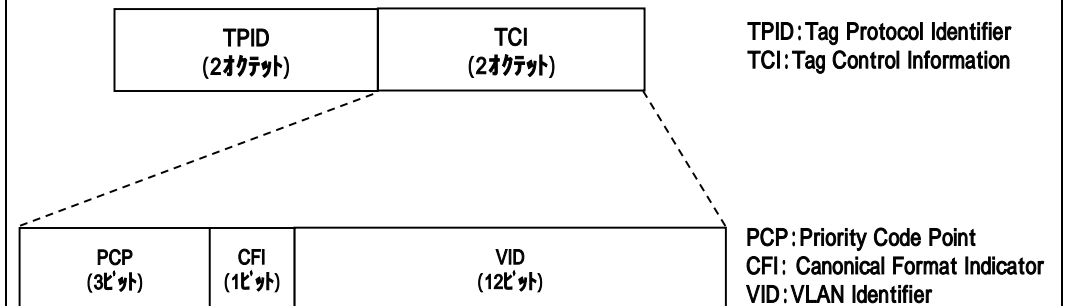 TPID
(2ｵｸﾃｯﾄ)
TCI
(2ｵｸﾃｯﾄ)
TPID:Tag Protocol Identifier
TCI:Tag Control Information
PCP
(3ﾋﾞｯﾄ)
CFI
(1ﾋﾞｯﾄ)
VID
(12ﾋﾞｯﾄ)
PCP:Priority Code Point
CFI: Canonical Format Indicator
VID:VLAN Identifier